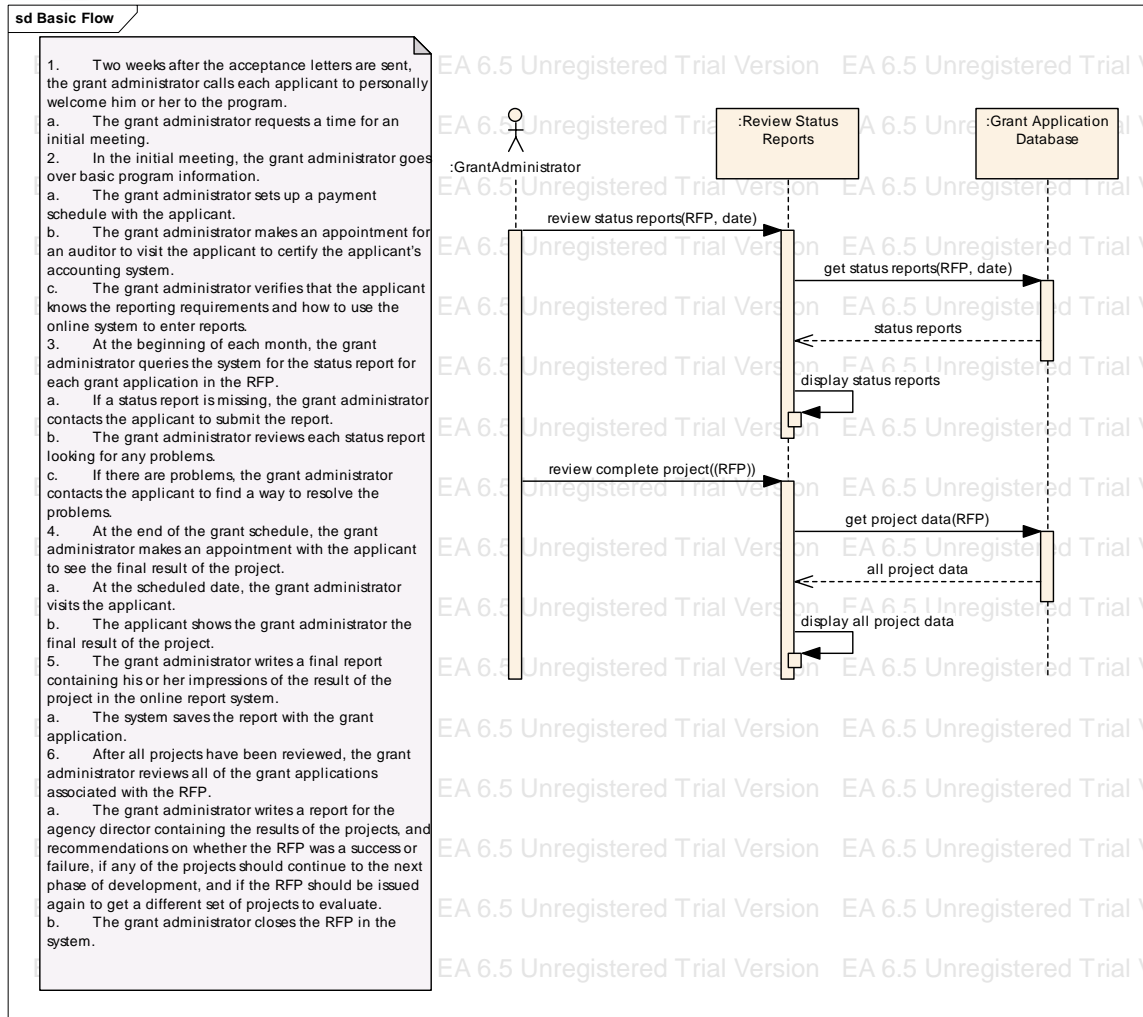 sd Basic Flow
1. Two weeks after the acceptance letters are sent,
the grant administrator calls each applicant to personally
welcome him or her to the program.
a. The grant administrator requests a time for an
initial meeting.
2. In the initial meeting, the grant administrator goes
over basic program information.
a. The grant administrator sets up a payment
schedule with the applicant.
b. The grant administrator makes an appointment for
an auditor to visit the applicant to certify the applicant's
accounting system.
c. The grant administrator verifies that the applicant
knows the reporting requirements and how to use the
online system to enter reports.
3. At the beginning of each month, the grant
administrator queries the system for the status report for
each grant application in the RFP.
a. If a status report is missing, the grant administrator
contacts the applicant to submit the report.
b. The grant administrator reviews each status report
looking for any problems.
c. If there are problems, the grant administrator
contacts the applicant to find a way to resolve the
problems.
4. At the end of the grant schedule, the grant
administrator makes an appointment with the applicant
to see the final result of the project.
a. At the scheduled date, the grant administrator
visits the applicant.
b. The applicant shows the grant administrator the
final result of the project.
5. The grant administrator writes a final report
containing his or her impressions of the result of the
project in the online report system.
a. The system saves the report with the grant
application.
6. After all projects have been reviewed, the grant
administrator reviews all of the grant applications
associated with the RFP.
a. The grant administrator writes a report for the
agency director containing the results of the projects, and
recommendations on whether the RFP was a success or
failure, if any of the projects should continue to the next
phase of development, and if the RFP should be issued
again to get a different set of projects to evaluate.
b. The grant administrator closes the RFP in the
system.
:GrantAdministrator
:Review Status
Reports
:Grant Application
Database
review status reports(RFP, date)
get status reports(RFP, date)
status reports
display status reports
review complete project((RFP))
get project data(RFP)
all project data
display all project data
EA 6.5 Unregistered Trial Version EA 6.5 Unregistered Trial